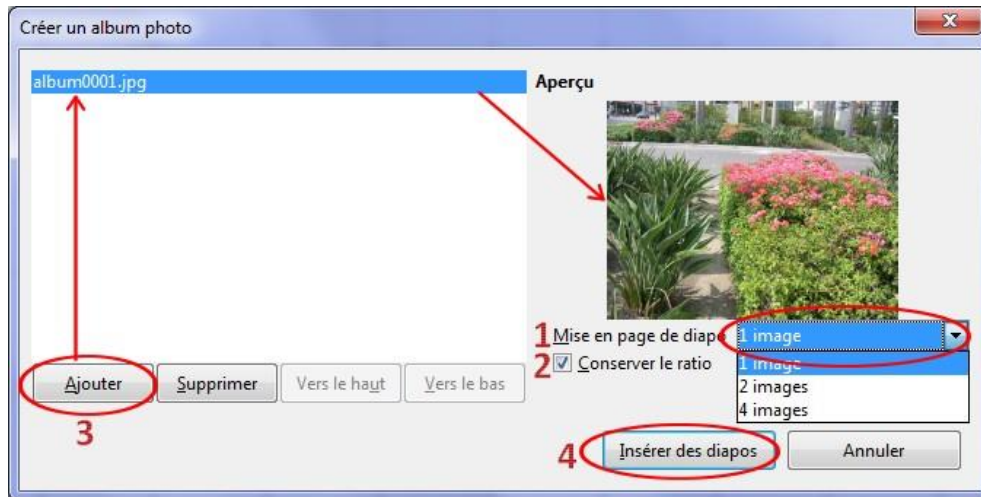 Créer un album photo
album0001.jpg
Aperçu
1 Mise en page de diapo 1 image
2 Conserver le ratio
1 image
2 images
4 images
Ajouter Supprimer Vers le haut Vers le bas
3
4 Insérer des diapos Annuler